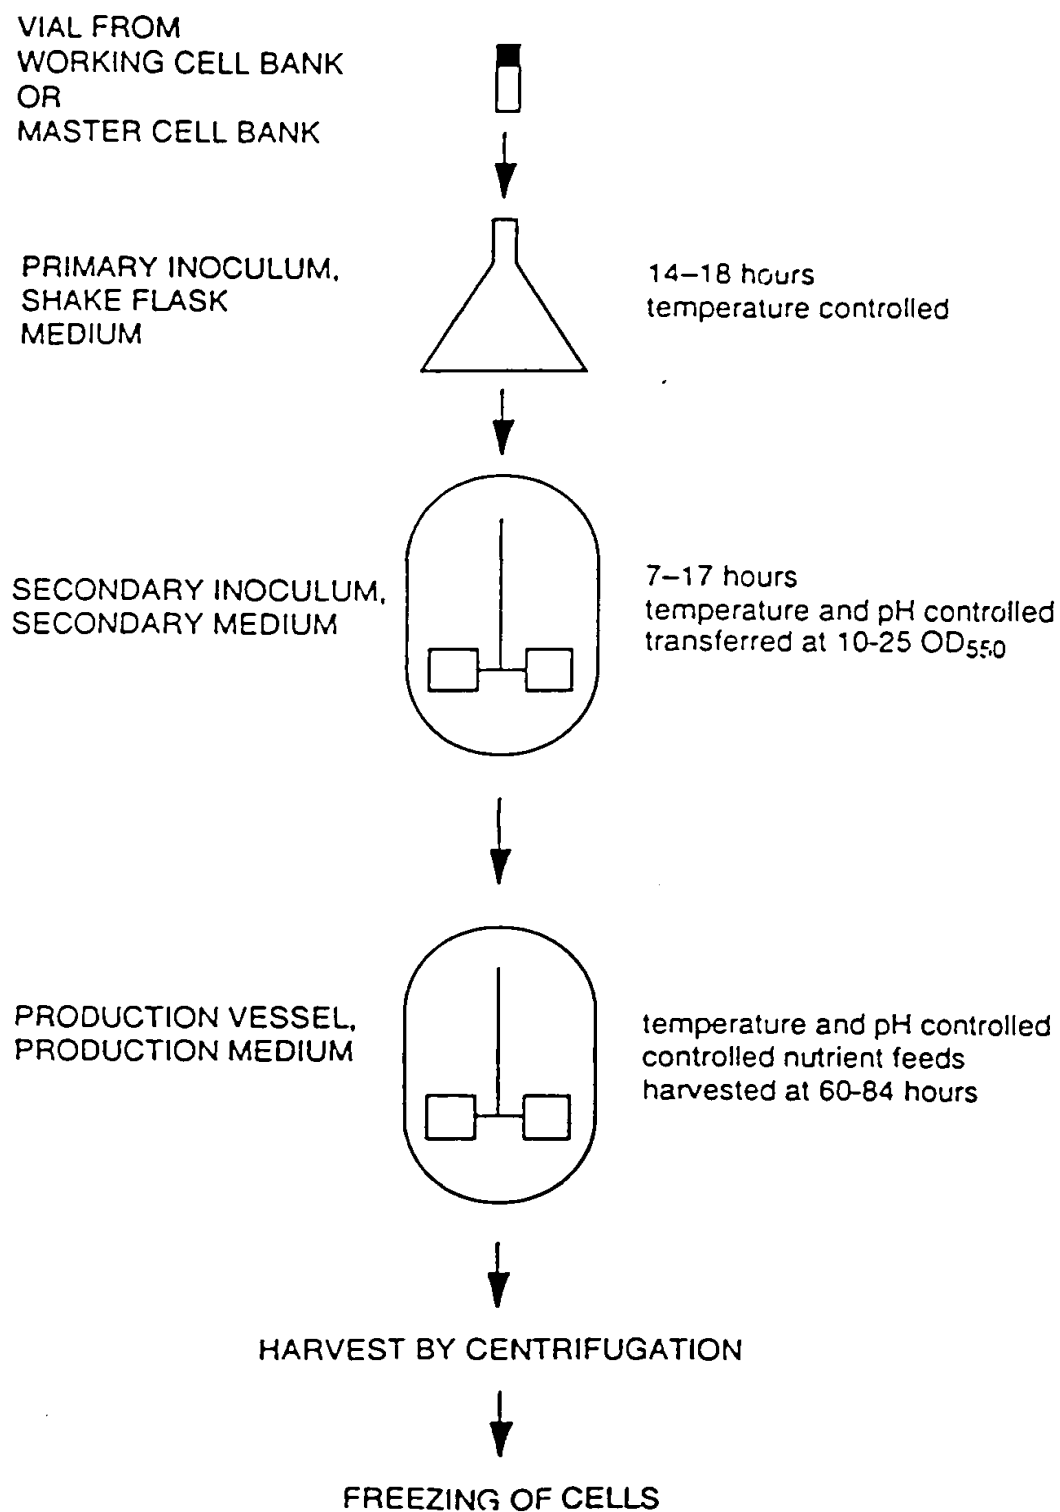 VIAL FROM
WORKING CELL BANK
OR
MASTER CELL BANK
PRIMARY INOCULUM,
SHAKE FLASK
MEDIUM
14–18 hours
temperature controlled
SECONDARY INOCULUM,
SECONDARY MEDIUM
7–17 hours
temperature and pH controlled
transferred at 10-25 OD550
PRODUCTION VESSEL,
PRODUCTION MEDIUM
temperature and pH controlled
controlled nutrient feeds
harvested at 60-84 hours
HARVEST BY CENTRIFUGATION
FREEZING OF CELLS